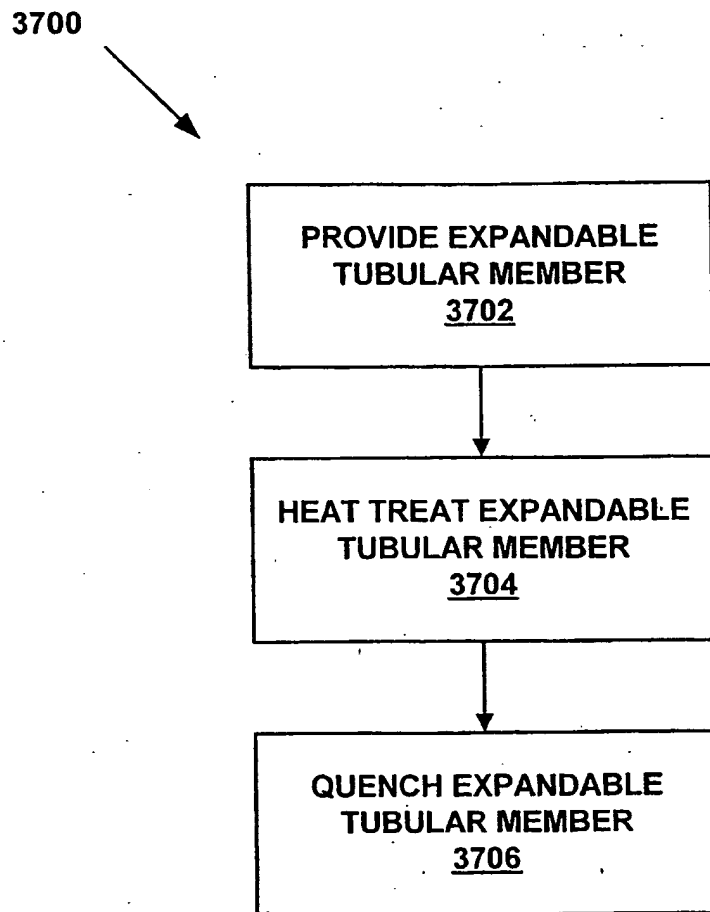 3700
PROVIDE EXPANDABLE
TUBULAR MEMBER
3702
HEAT TREAT EXPANDABLE
TUBULAR MEMBER
3704
QUENCH EXPANDABLE
TUBULAR MEMBER
3706